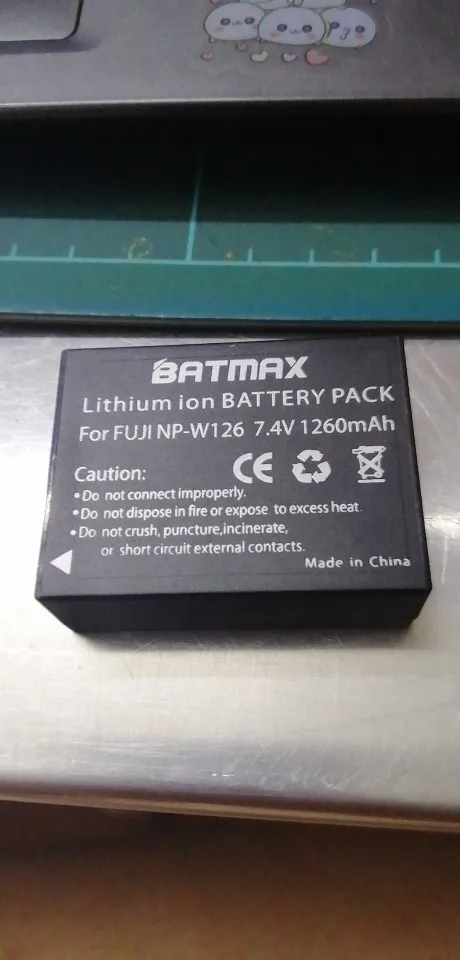 BATMAX
Lithium ion BATTERY PACK
For FUJI NP-W126 7.4V 1260mAh
Caution:
CE
•Do not connect improperly.
•Do not dispose in fire or expose to excess heat.
•Do not crush, puncture,incinerate,
or short circuit external contacts.
Made in China